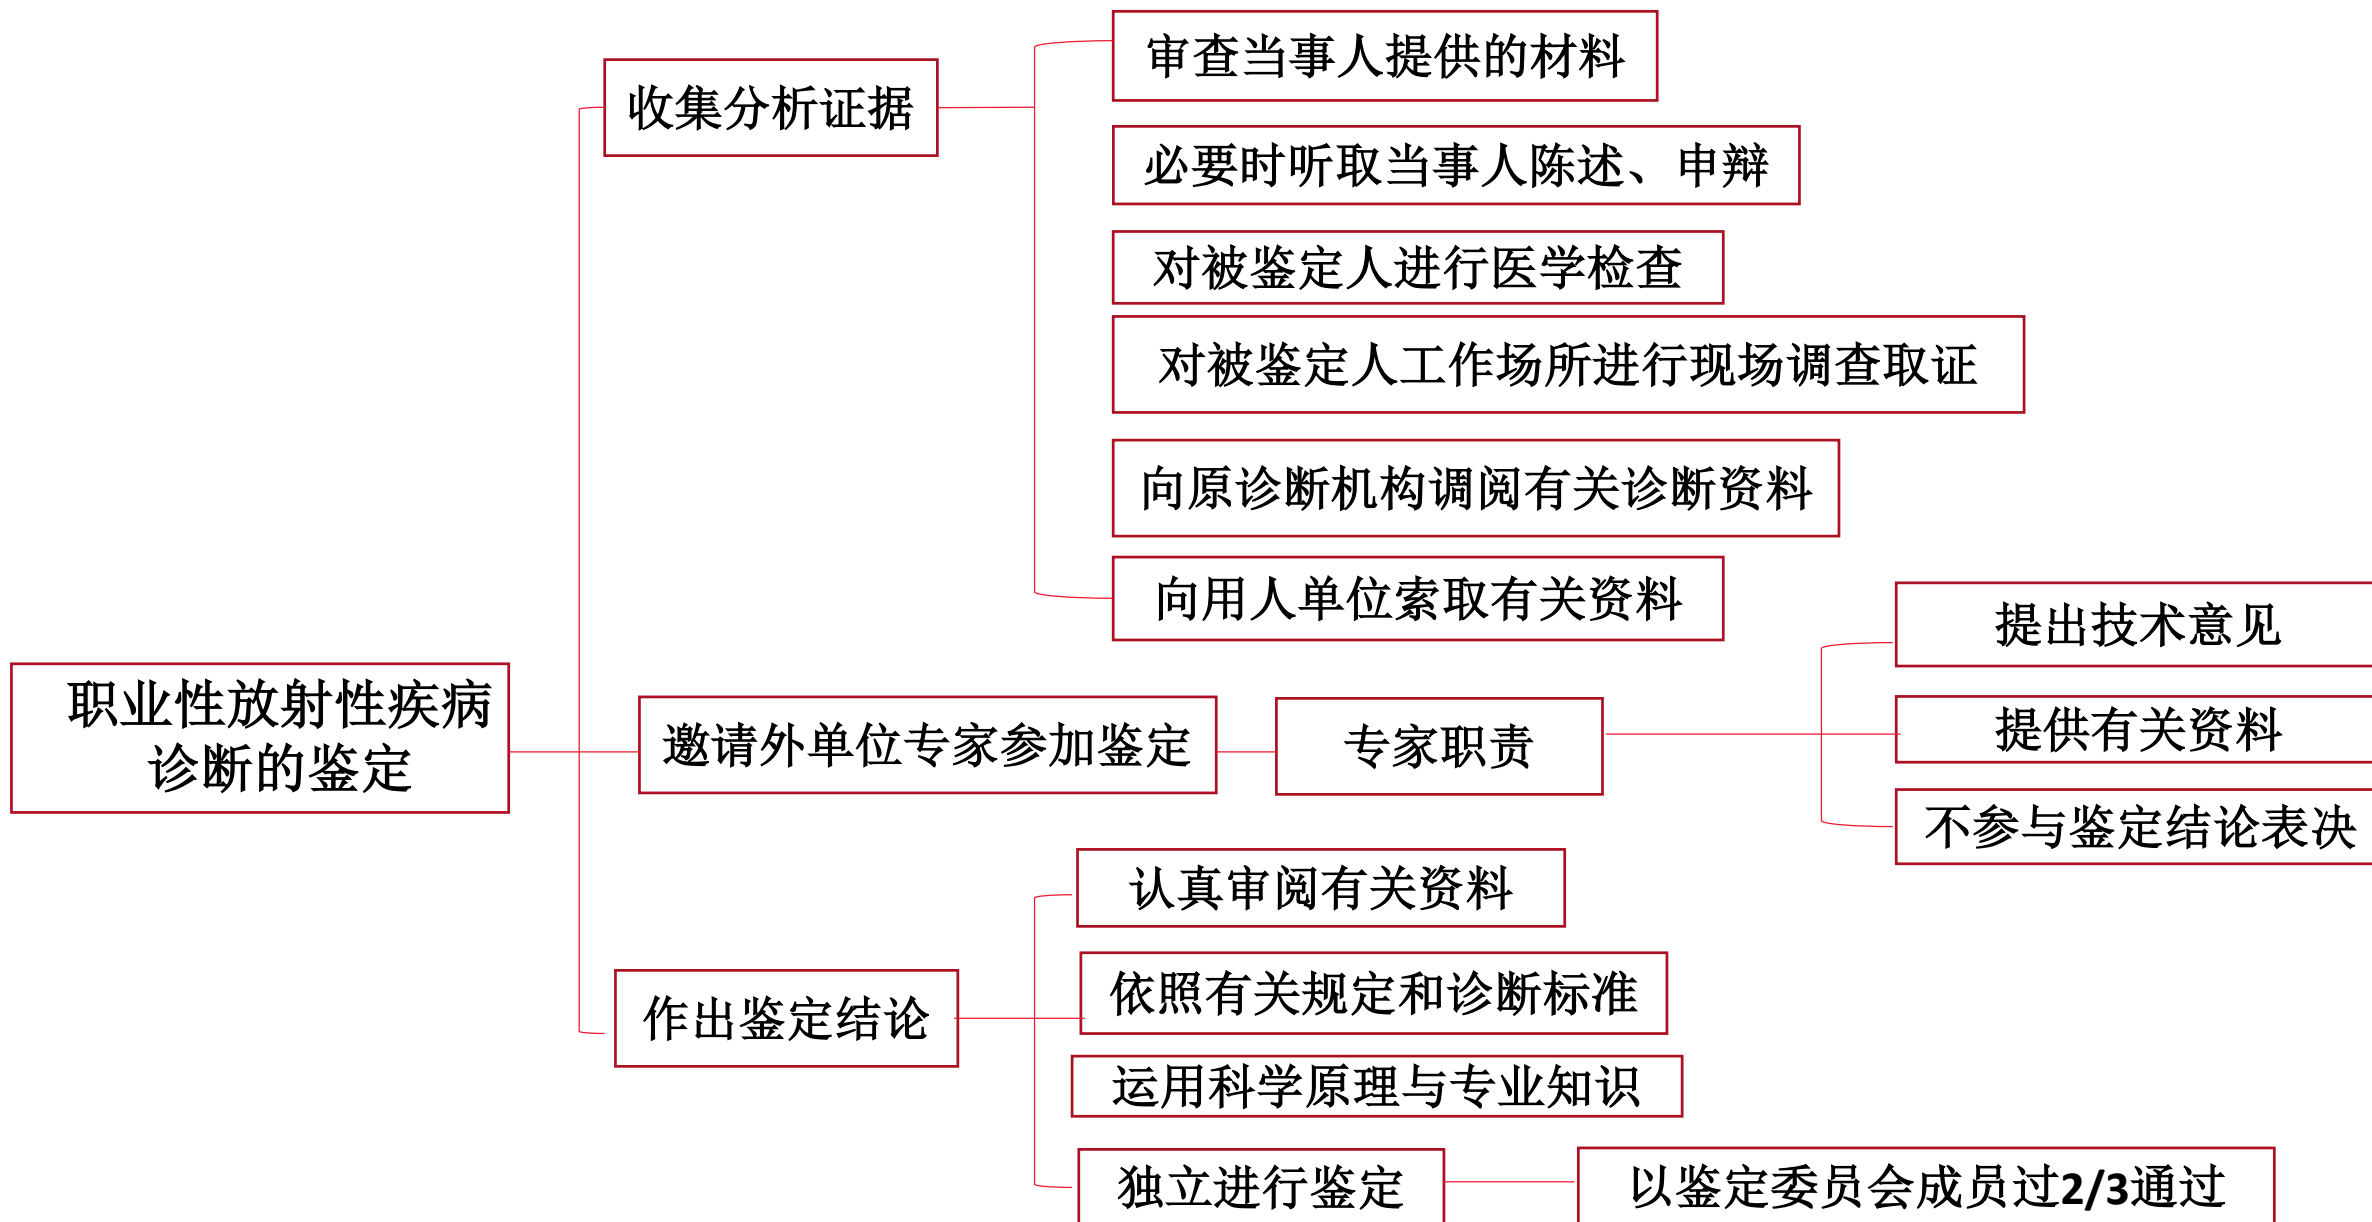 审查当事人提供的材料
收集分析证据
必要时听取当事人陈述、申辩
对被鉴定人进行医学检查
对被鉴定人工作场所进行现场调查取证
向原诊断机构调阅有关诊断资料
向用人单位索取有关资料
职业性放射性疾病
诊断的鉴定
邀请外单位专家参加鉴定
专家职责
提出技术意见
提供有关资料
不参与鉴定结论表决
作出鉴定结论
认真审阅有关资料
依照有关规定和诊断标准
运用科学原理与专业知识
独立进行鉴定
以鉴定委员会成员过2/3通过